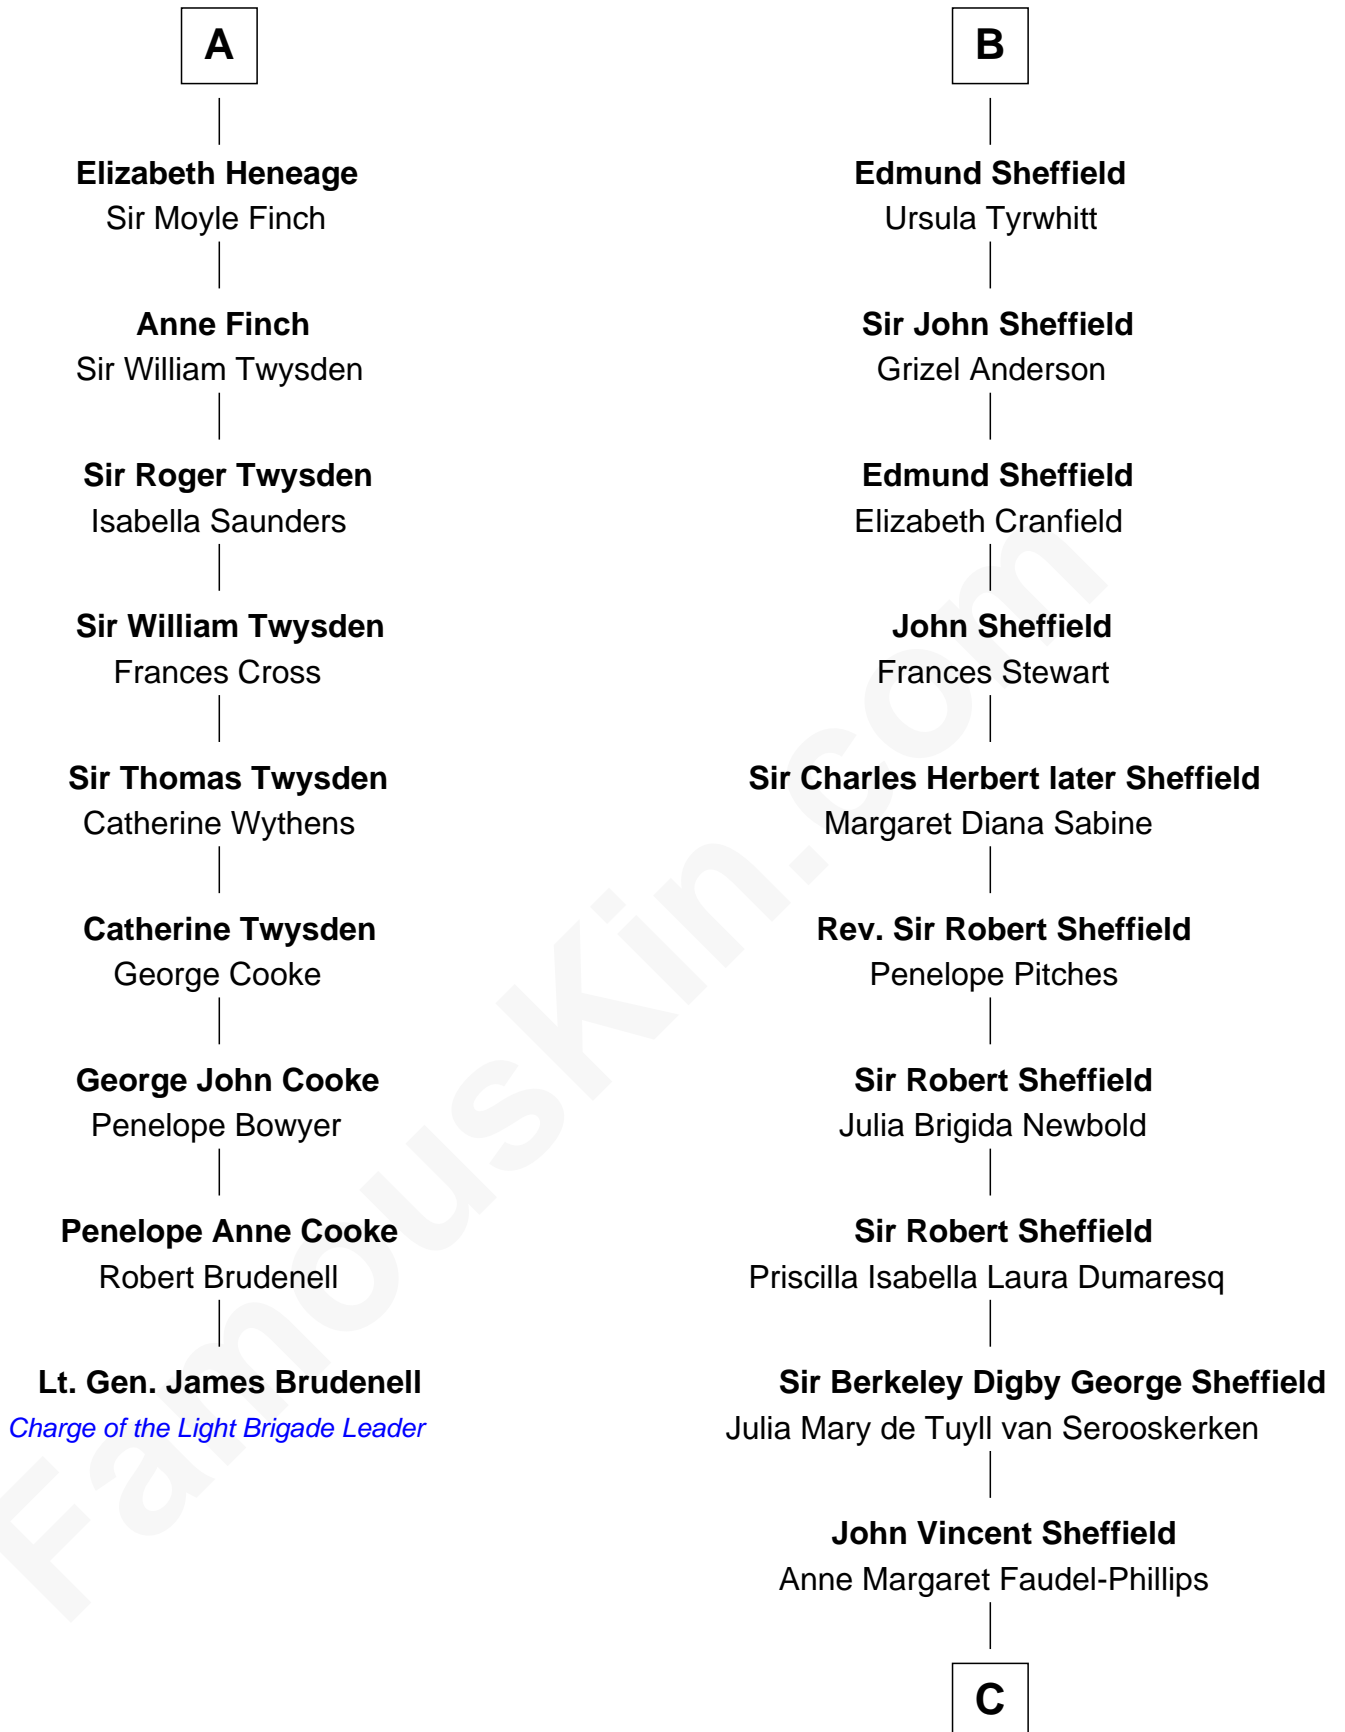 A
Elizabeth Heneage
Sir Moyle Finch
Anne Finch
Sir William Twysden
Sir Roger Twysden
Isabella Saunders
Sir William Twysden
Frances Cross
Sir Thomas Twysden
Catherine Wythens
Catherine Twysden
George Cooke
George John Cooke
Penelope Bowyer
Penelope Anne Cooke
Robert Brudenell
Lt. Gen. James Brudenell
Charge of the Light Brigade Leader
B
Edmund Sheffield
Ursula Tyrwhitt
Sir John Sheffield
Grizel Anderson
Edmund Sheffield
Elizabeth Cranfield
John Sheffield
Frances Stewart
Sir Charles Herbert later Sheffield
Margaret Diana Sabine
Rev. Sir Robert Sheffield
Penelope Pitches
Sir Robert Sheffield
Julia Brigida Newbold
Sir Robert Sheffield
Priscilla Isabella Laura Dumaresq
Sir Berkeley Digby George Sheffield
Julia Mary de Tuyll van Serooskerken
John Vincent Sheffield
Anne Margaret Faudel-Phillips
C
FamousKin.com